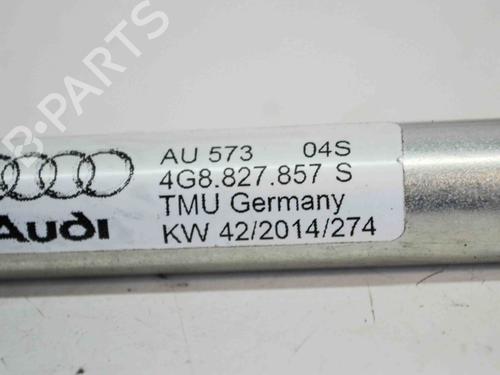 B-PARTS
AU 573 04S
4G8.827.857 S
TMU Germany
Audi
KW 42/2014/274